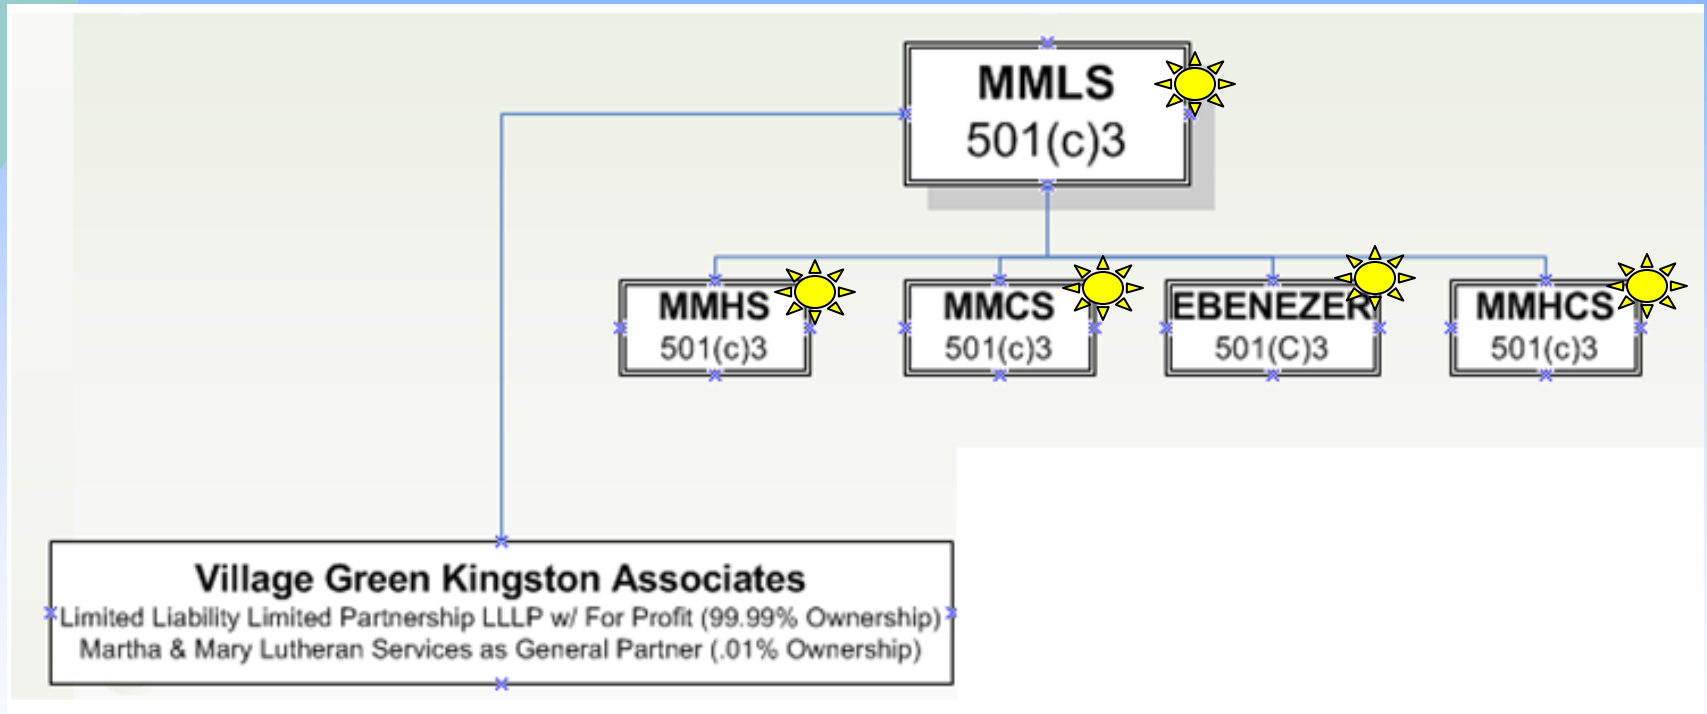 MMLS
501(c)3
MMHS
501(c)3
MMCS
501(c)3
EBENEZER
501(C)3
MMHCS
501(c)3
Village Green Kingston Associates
Limited Liability Limited Partnership LLLP w/ For Profit (99.99% Ownership)
Martha & Mary Lutheran Services as General Partner (.01% Ownership)